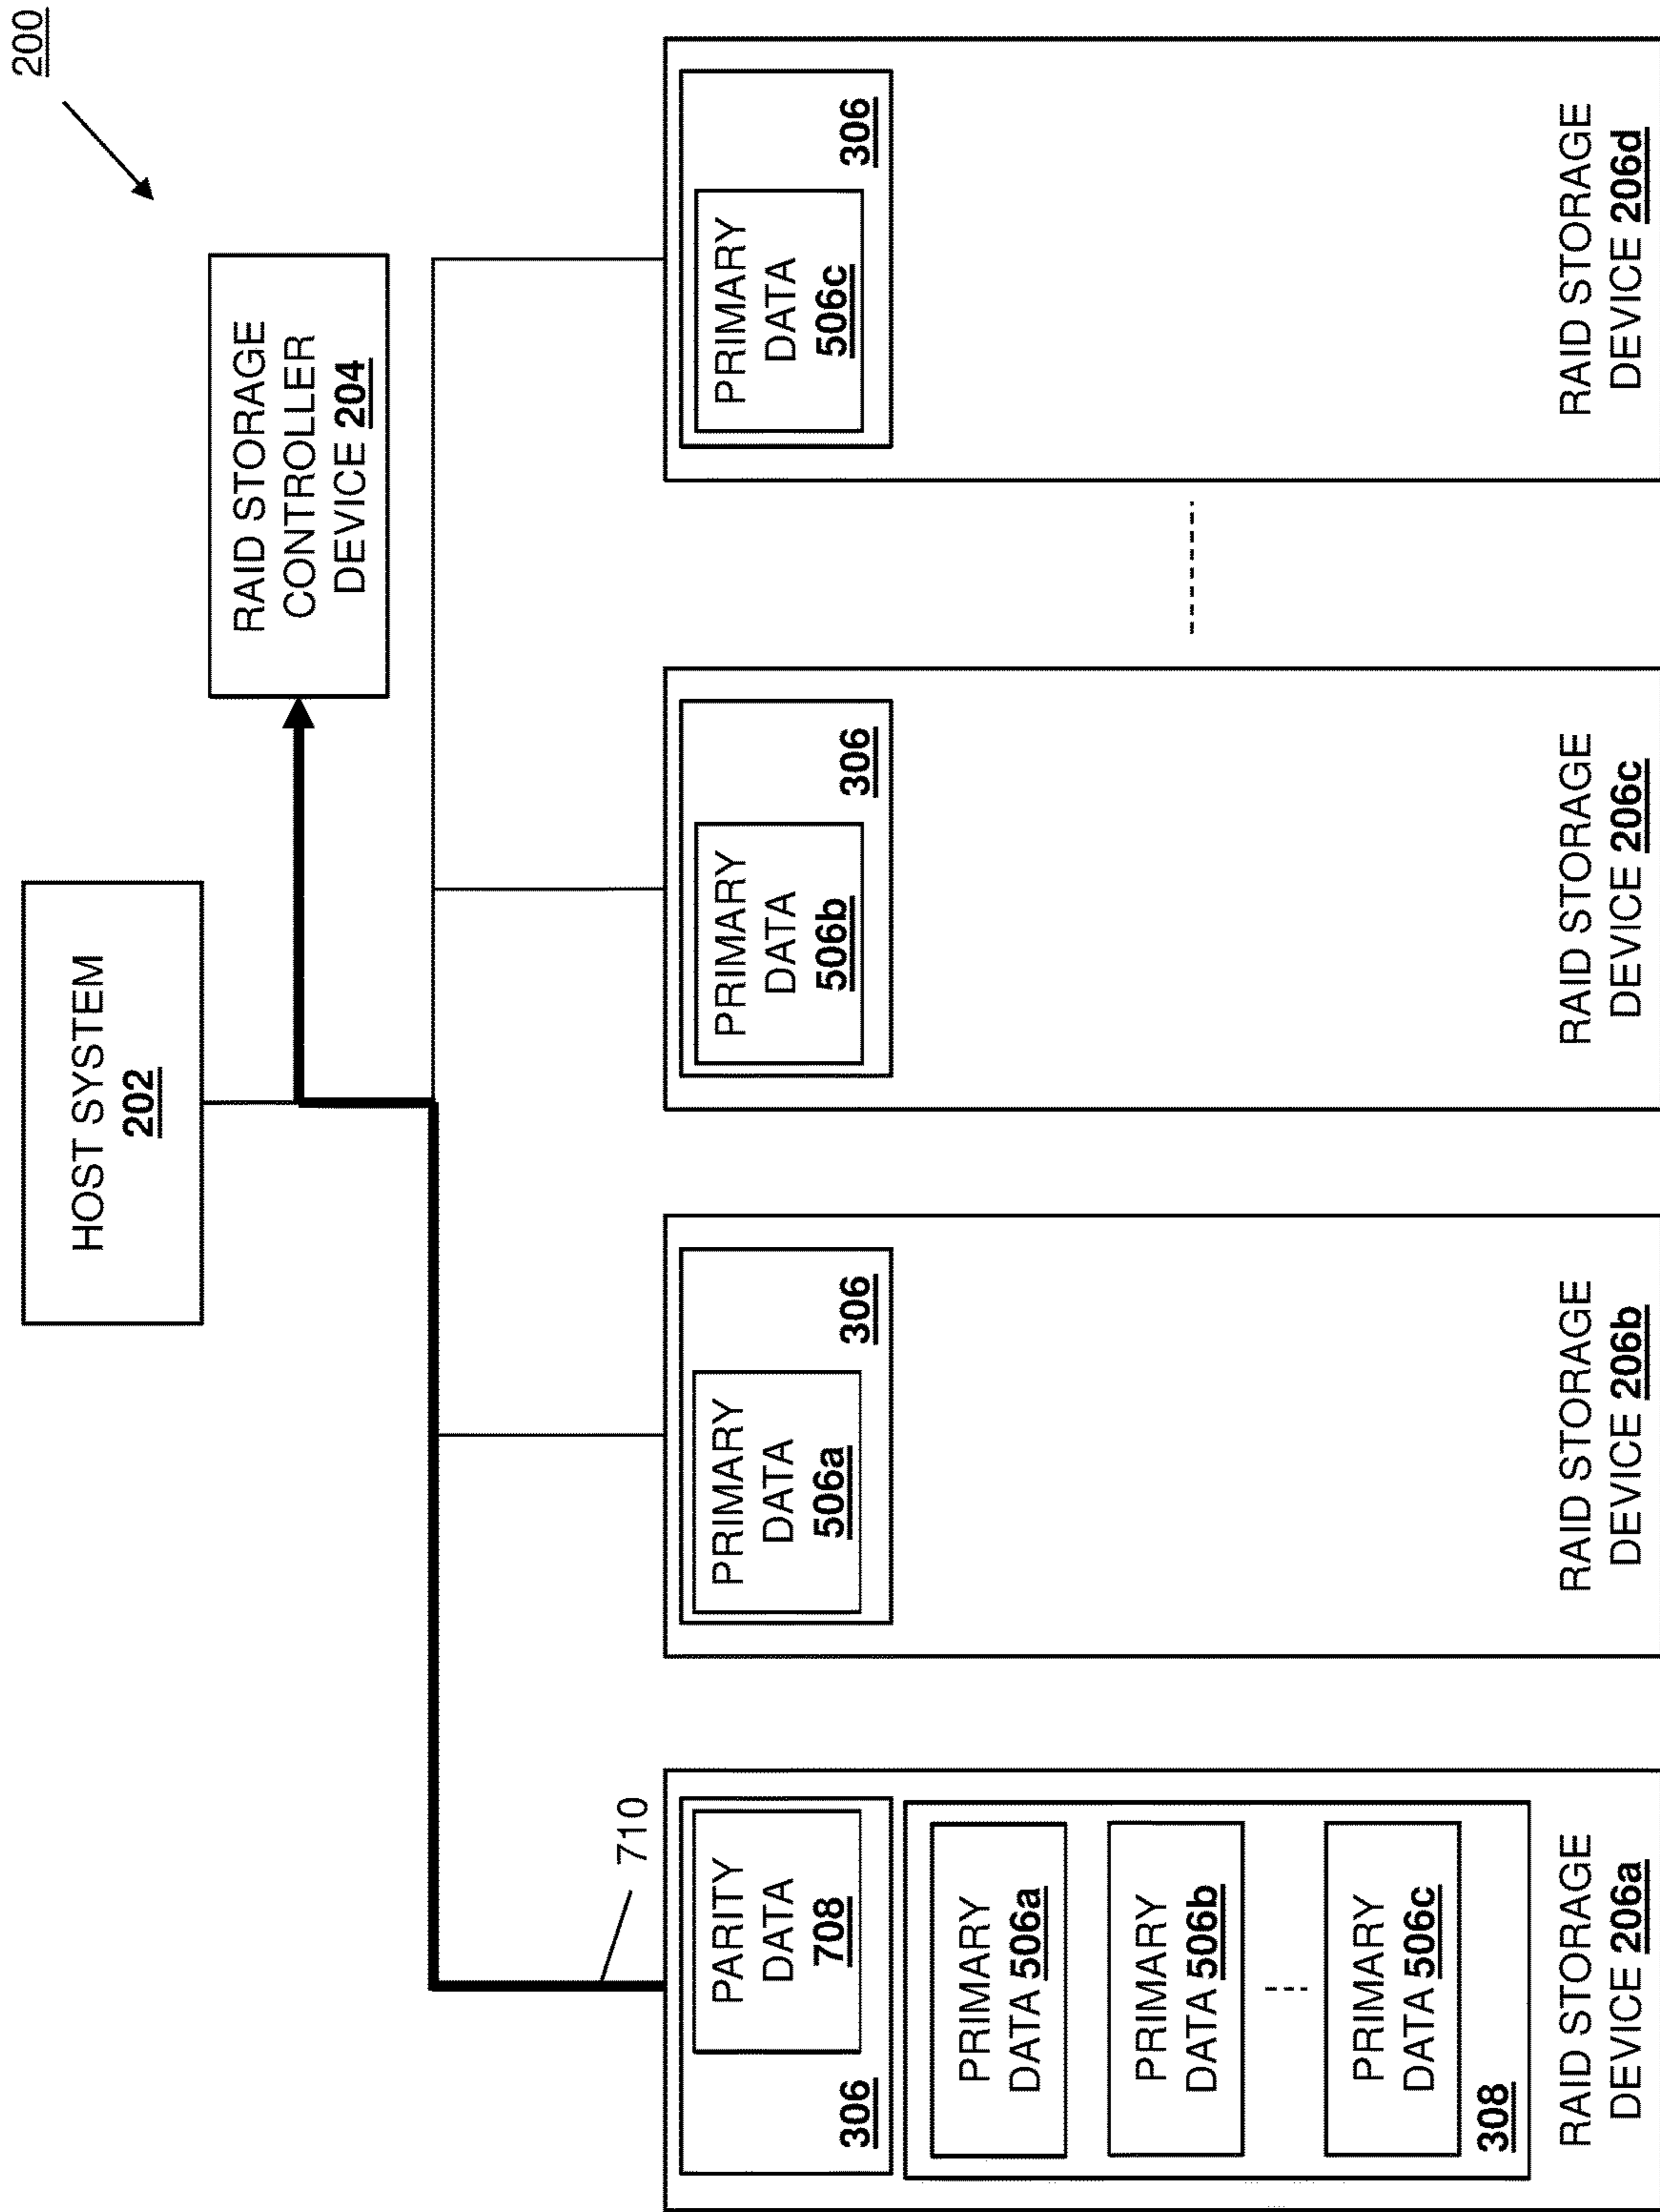 200
HOST SYSTEM
202
RAID STORAGE
CONTROLLER
DEVICE 204
710
PARITY
DATA
708
306
PRIMARY
DATA 506a
PRIMARY
DATA 506b
PRIMARY
DATA 506c
308
RAID STORAGE
DEVICE 206a
PRIMARY
DATA
506a
306
RAID STORAGE
DEVICE 206b
PRIMARY
DATA
506b
306
RAID STORAGE
DEVICE 206c
PRIMARY
DATA
506c
306
RAID STORAGE
DEVICE 206d